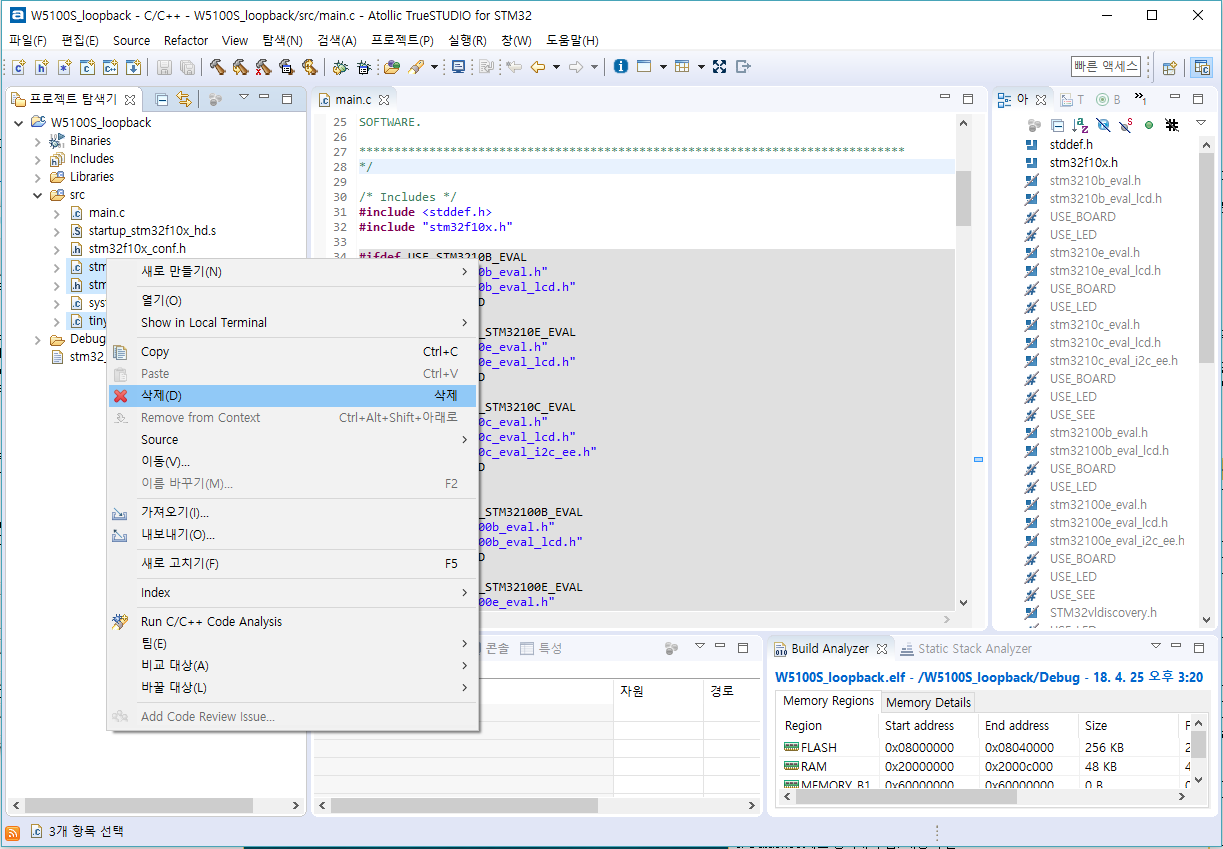 W5100S_loopback - C/C++ - W5100S_loopback/src/main.c - Atollic TrueSTUDIO for STM32
파일(F) 편집(E) Source Refactor View 탐색(N) 검색(A) 프로젝트(P) 실행(R) 창(W) 도움말(H)
빠른 액세스
프로젝트 탐색기
W5100S_loopback
Binaries
Includes
Libraries
src
main.c
startup_stm32f10x_hd.s
stm32f10x_conf.h
stm
stm
sys
tiny
Debug
stm32_
새로 만들기(N)
열기(O)
Show in Local Terminal
Copy Ctrl+C
Paste Ctrl+V
삭제(D) 삭제
Remove from Context Ctrl+Alt+Shift+아래로
Source
이동(V)...
이름 바꾸기(M)... F2
가져오기(I)...
내보내기(O)...
새로 고치기(F) F5
Index
Run C/C++ Code Analysis
팀(E)
비교 대상(A)
바꿀 대상(L)
Add Code Review Issue...
main.c
25 SOFTWARE.
26
27 ******************************************************************************
28 */
29
30 /* Includes */
31 #include <stddef.h>
32 #include "stm32f10x.h"
33
34 #ifdef USE_STM3210B_EVAL
0b_eval.h"
0b_eval_lcd.h"
D
_STM3210E_EVAL
0e_eval.h"
0e_eval_lcd.h"
D
_STM3210C_EVAL
0c_eval.h"
0c_eval_lcd.h"
0c_eval_i2c_ee.h"
D
_STM32100B_EVAL
00b_eval.h"
00b_eval_lcd.h"
D
_STM32100E_EVAL
00e_eval.h"
아 T B »1
stddef.h
stm32f10x.h
stm3210b_eval.h
stm3210b_eval_lcd.h
USE_BOARD
USE_LED
stm3210e_eval.h
stm3210e_eval_lcd.h
USE_BOARD
USE_LED
stm3210c_eval.h
stm3210c_eval_lcd.h
stm3210c_eval_i2c_ee.h
USE_BOARD
USE_LED
USE_SEE
stm32100b_eval.h
stm32100b_eval_lcd.h
USE_BOARD
USE_LED
stm32100e_eval.h
stm32100e_eval_lcd.h
stm32100e_eval_i2c_ee.h
USE_BOARD
USE_LED
USE_SEE
STM32vldiscovery.h
USE_LED
콘솔 특성
자원 경로
Build Analyzer Static Stack Analyzer
W5100S_loopback.elf - /W5100S_loopback/Debug - 18. 4. 25 오후 3:20
Memory Regions Memory Details
Region Start address End address Size F
FLASH 0x08000000 0x08040000 256 KB 2
RAM 0x20000000 0x2000c000 48 KB 4
MEMORY_B1 0x60000000 0x60000000 0 B
3개 항목 선택